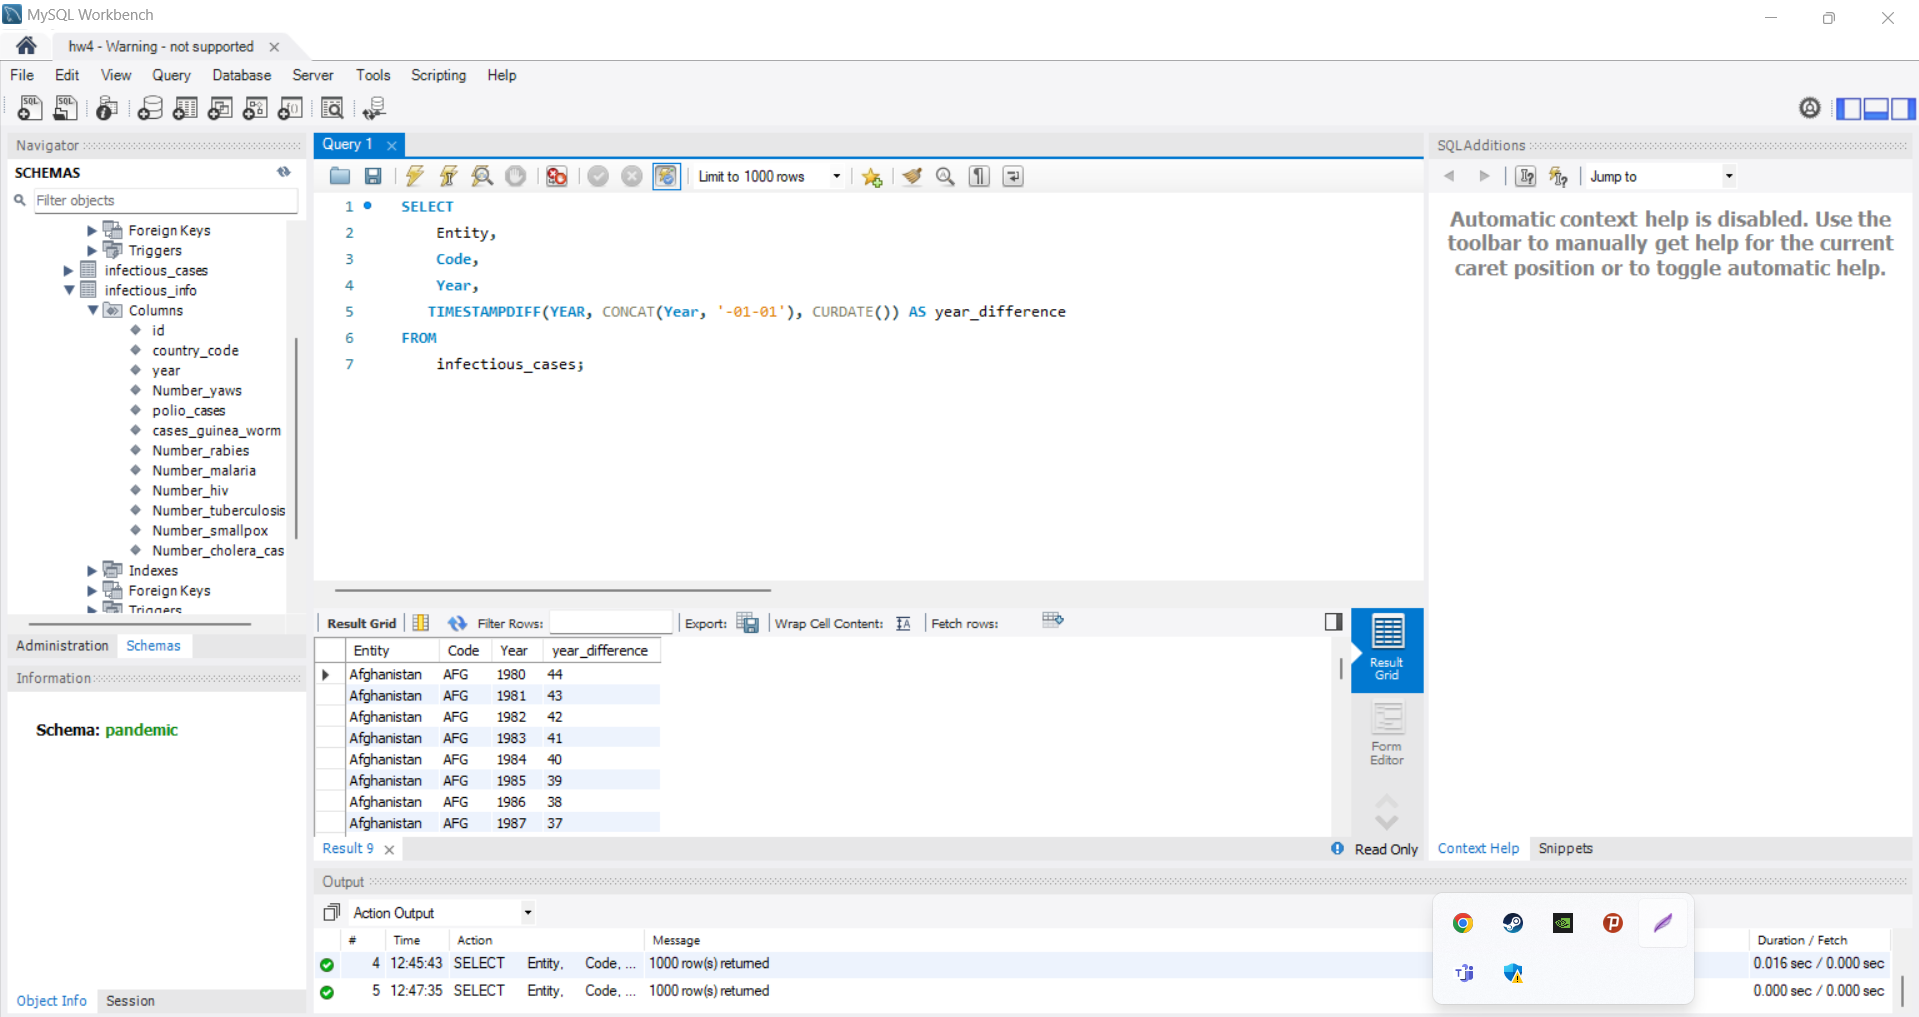 MySQL Workbench
hw4 - Warning - not supported
File Edit View Query Database Server Tools Scripting Help
Navigator
SCHEMAS
Filter objects
Foreign Keys
Triggers
infectious_cases
infectious_info
Columns
id
country_code
year
Number_yaws
polio_cases
cases_guinea_worm
Number_rabies
Number_malaria
Number_hiv
Number_tuberculosis
Number_smallpox
Number_cholera_cas
Indexes
Foreign Keys
Triggers
Administration Schemas
Information
Schema: pandemic
Object Info Session
Query 1
Limit to 1000 rows
1 SELECT
2 Entity,
3 Code,
4 Year,
5 TIMESTAMPDIFF(YEAR, CONCAT(Year, '-01-01'), CURDATE()) AS year_difference
6 FROM
7 infectious_cases;
Result Grid Filter Rows: Export: Wrap Cell Content: Fetch rows:
Entity Code Year year_difference
Afghanistan AFG 1980 44
Afghanistan AFG 1981 43
Afghanistan AFG 1982 42
Afghanistan AFG 1983 41
Afghanistan AFG 1984 40
Afghanistan AFG 1985 39
Afghanistan AFG 1986 38
Afghanistan AFG 1987 37
Result Grid
Form Editor
Result 9
Read Only
SQLAdditions
Jump to
Automatic context help is disabled. Use the
toolbar to manually get help for the current
caret position or to toggle automatic help.
Context Help Snippets
Output
Action Output
# Time Action Message Duration / Fetch
4 12:45:43 SELECT Entity, Code, ... 1000 row(s) returned 0.016 sec / 0.000 sec
5 12:47:35 SELECT Entity, Code, ... 1000 row(s) returned 0.000 sec / 0.000 sec